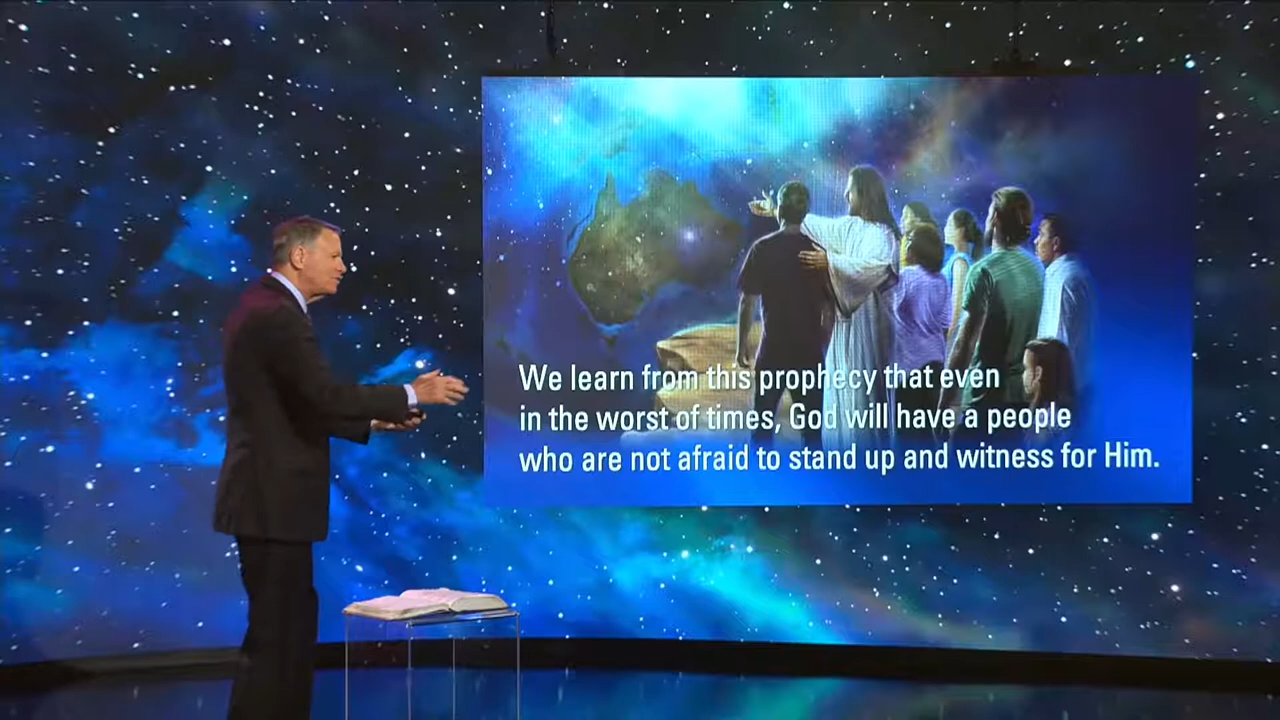 We learn from this prophecy that even
in the worst of times, God will have a people
who are not afraid to stand up and witness for Him.